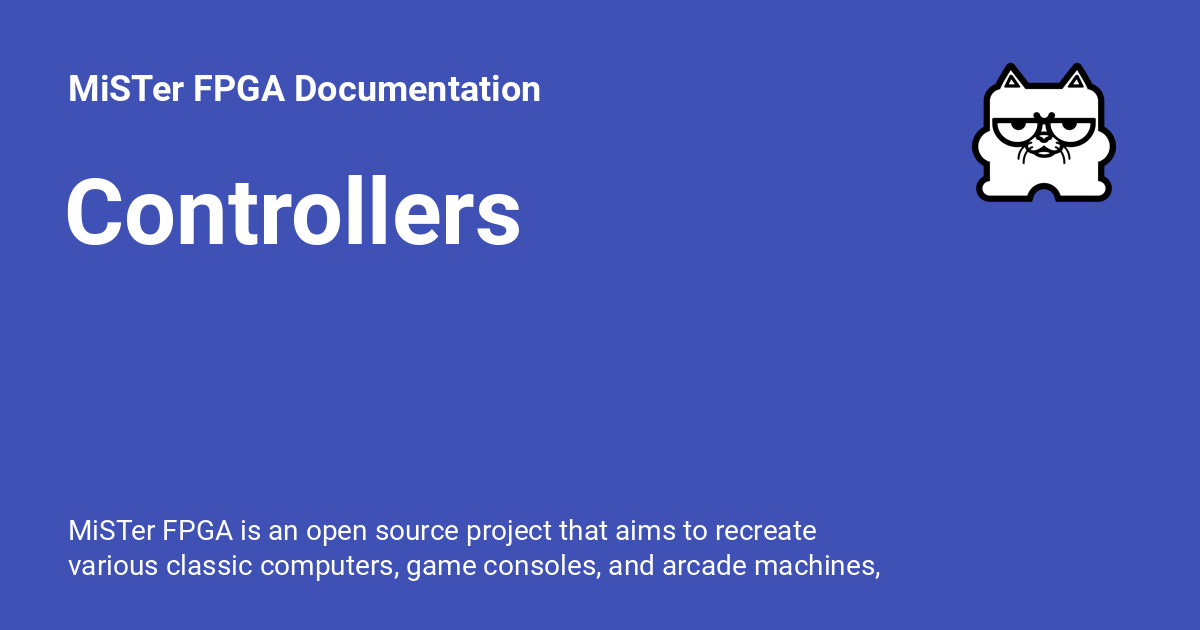 MiSTer FPGA Documentation
Controllers
MiSTer FPGA is an open source project that aims to recreate
various classic computers, game consoles, and arcade machines,